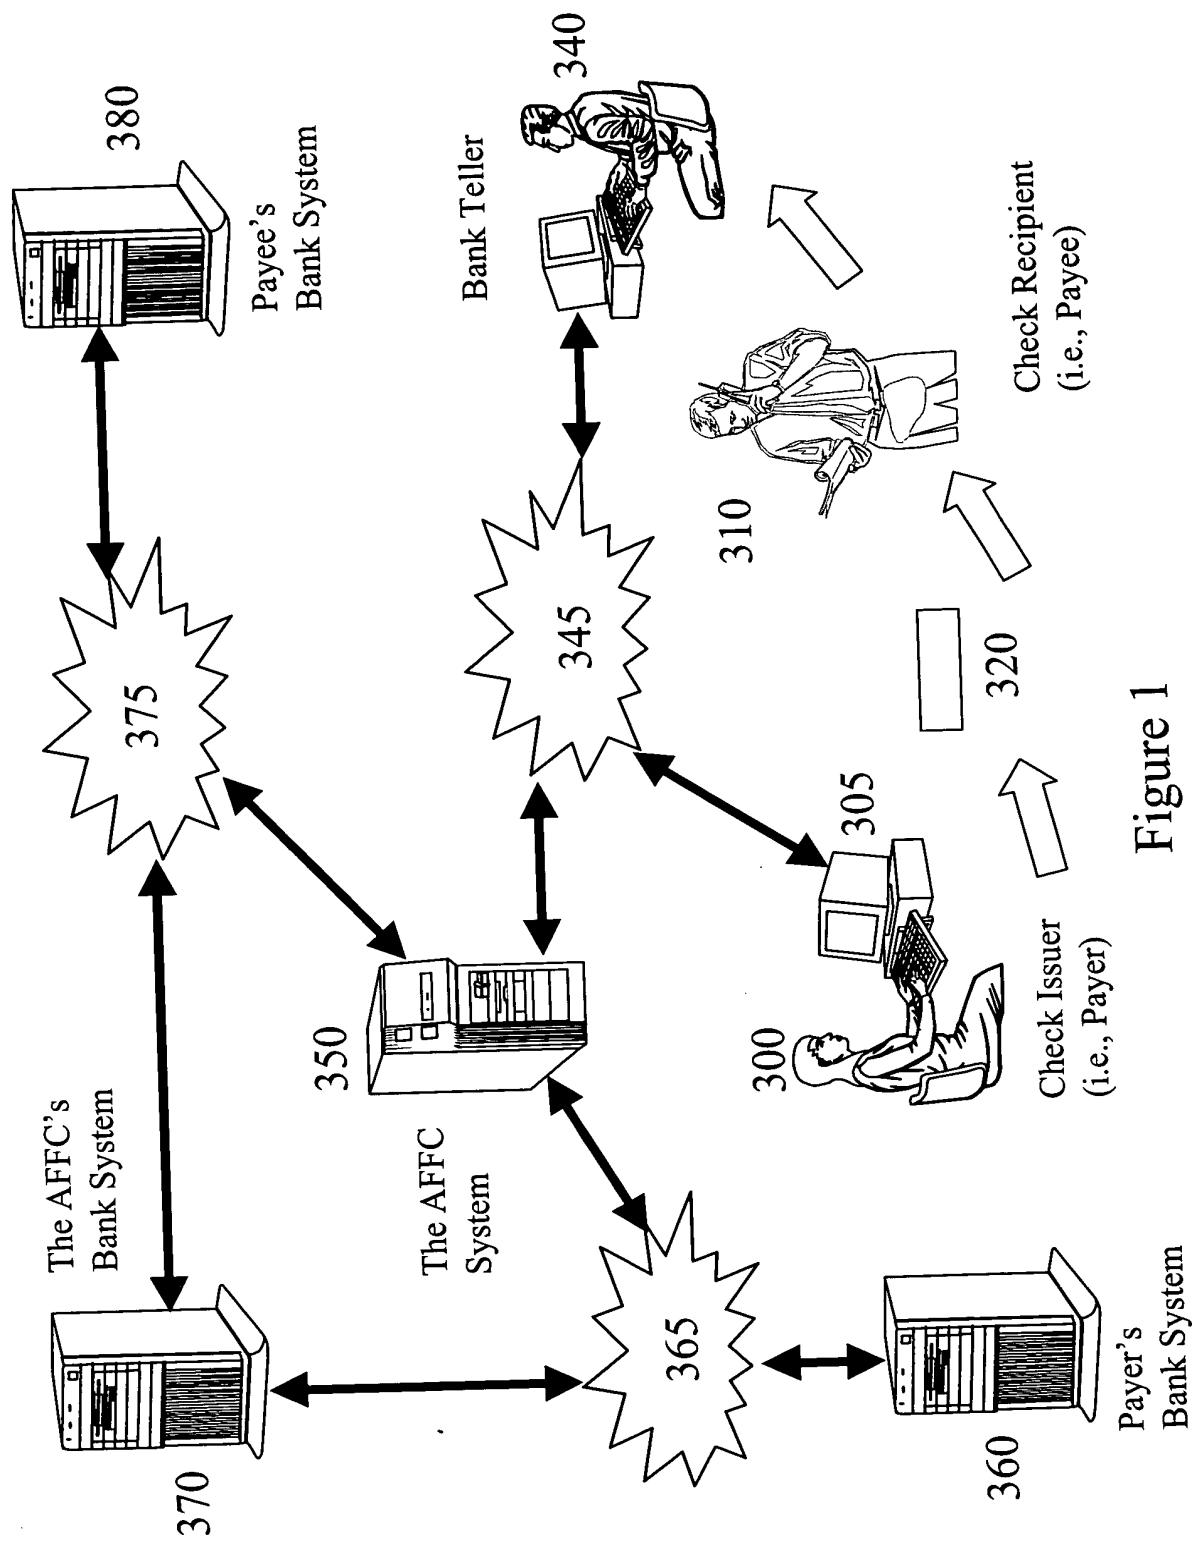 370
The AFFC's
Bank System
375
380
Payee's
Bank System
The AFFC
System
350
345
Bank Teller
340
365
300
305
310
360
Payer's
Bank System
Check Issuer
(i.e., Payer)
320
Check Recipient
(i.e., Payee)
Figure 1